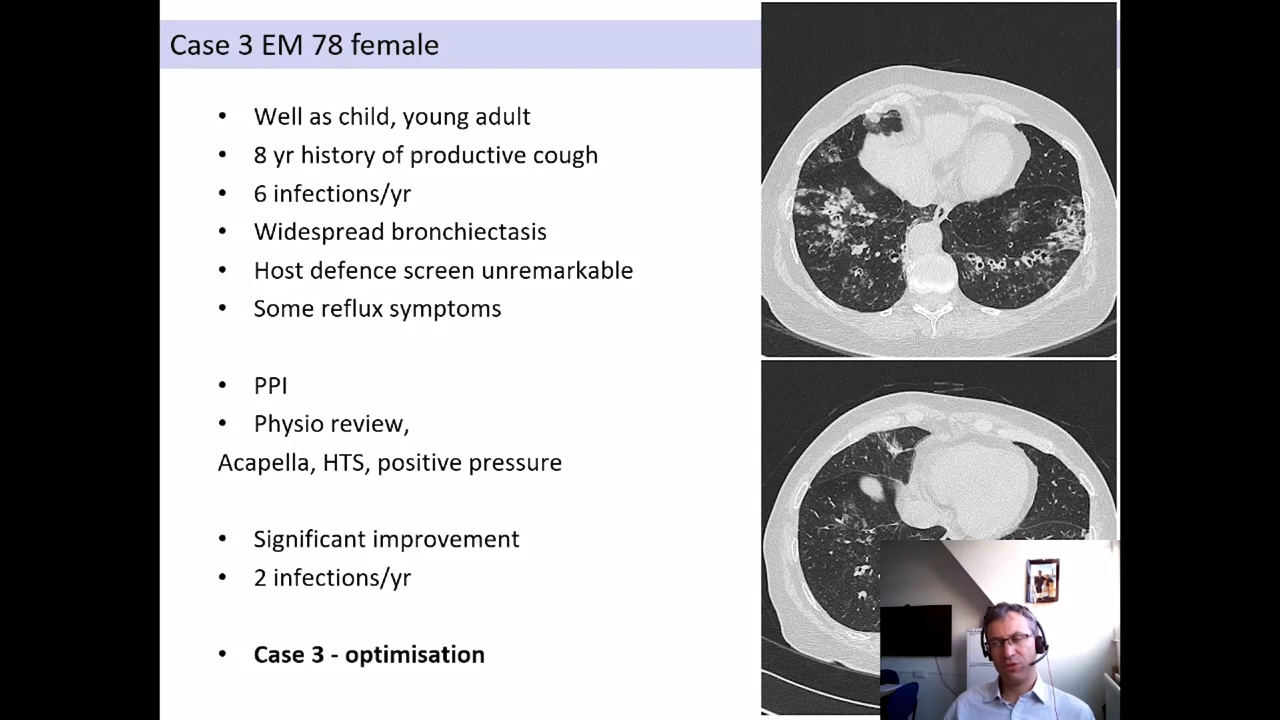 Case 3 EM 78 female
• Well as child, young adult
• 8 yr history of productive cough
• 6 infections/yr
• Widespread bronchiectasis
• Host defence screen unremarkable
• Some reflux symptoms
• PPI
• Physio review,
Acapella, HTS, positive pressure
• Significant improvement
• 2 infections/yr
• Case 3 - optimisation